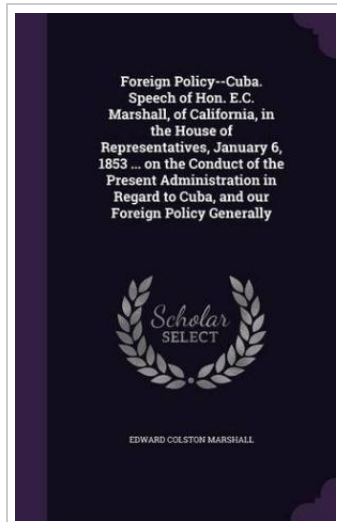 Foreign Policy--Cuba.
Speech of Hon. E.C.
Marshall, of California, in
the House of
Representatives, January 6,
1853 ... on the Conduct of the
Present Administration in
Regard to Cuba, and our
Foreign Policy Generally
Scholar
SELECT
EDWARD COLSTON MARSHALL